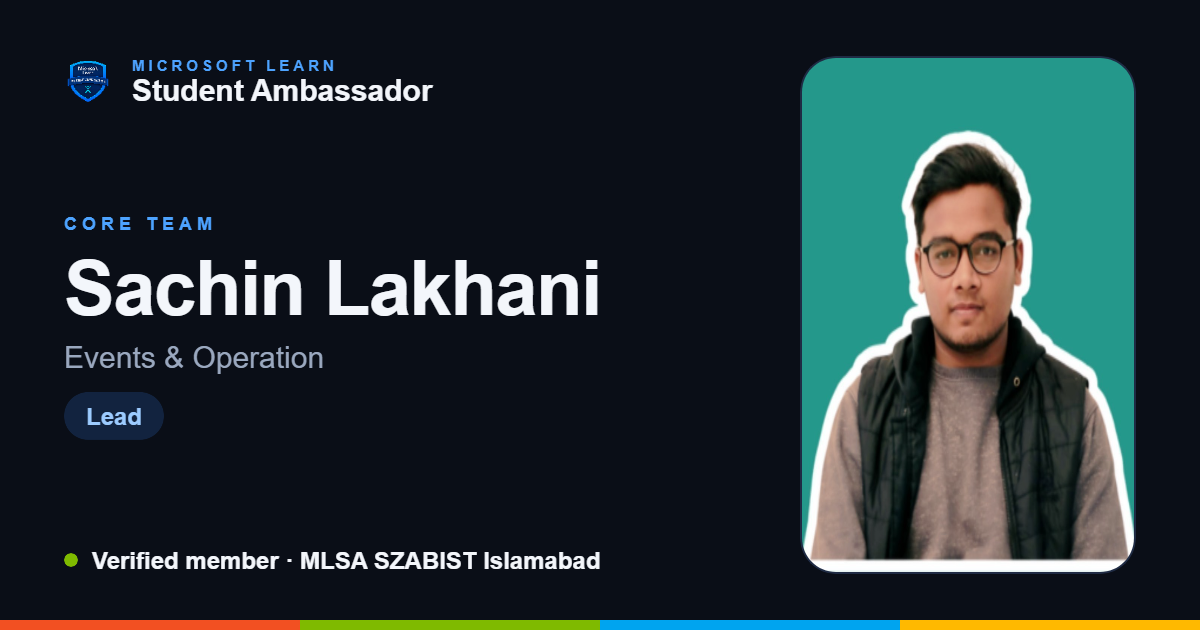 MICROSOFT LEARN
Student Ambassador
CORE TEAM
Sachin Lakhani
Events & Operation
Lead
Verified member · MLSA SZABIST Islamabad